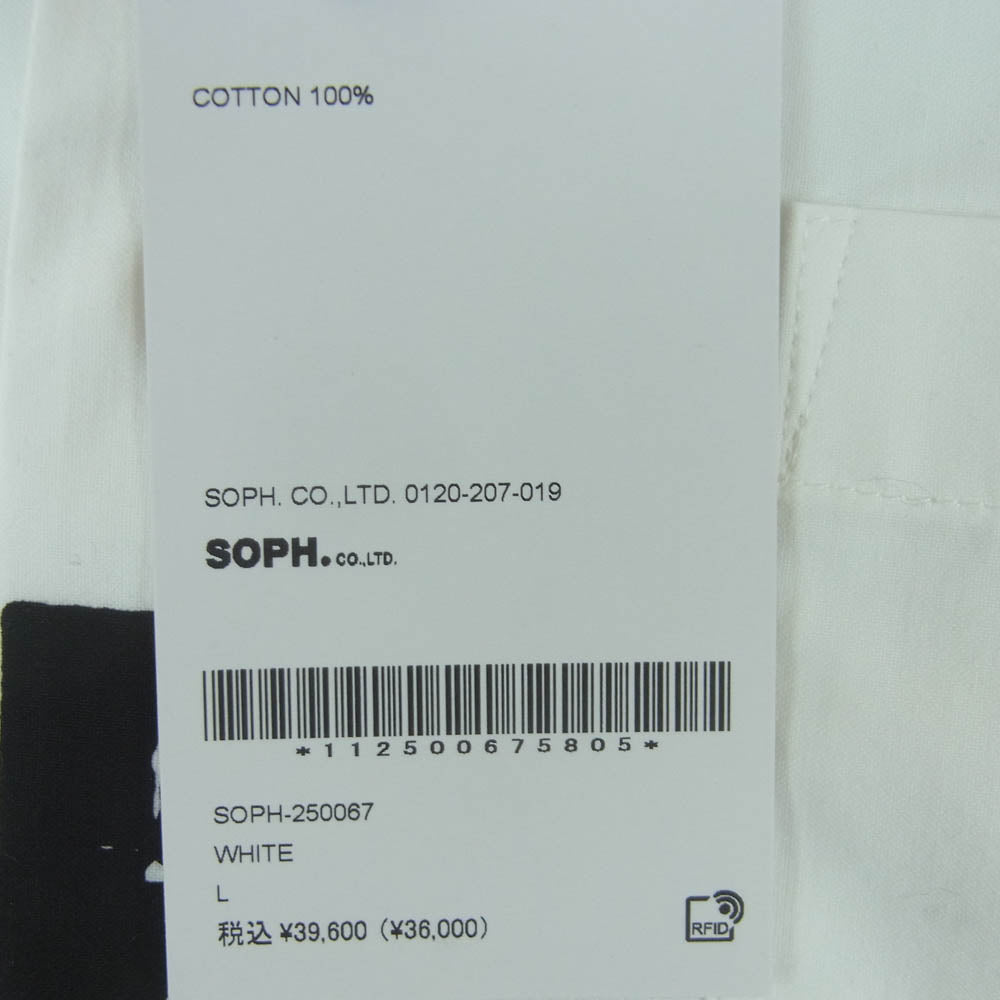 COTTON 100%
SOPH. CO.,LTD. 0120-207-019
SOPH. CO.,LTD.
*112500675805*
SOPH-250067
WHITE
L
税込 ¥39,600 (¥36,000)
RFID